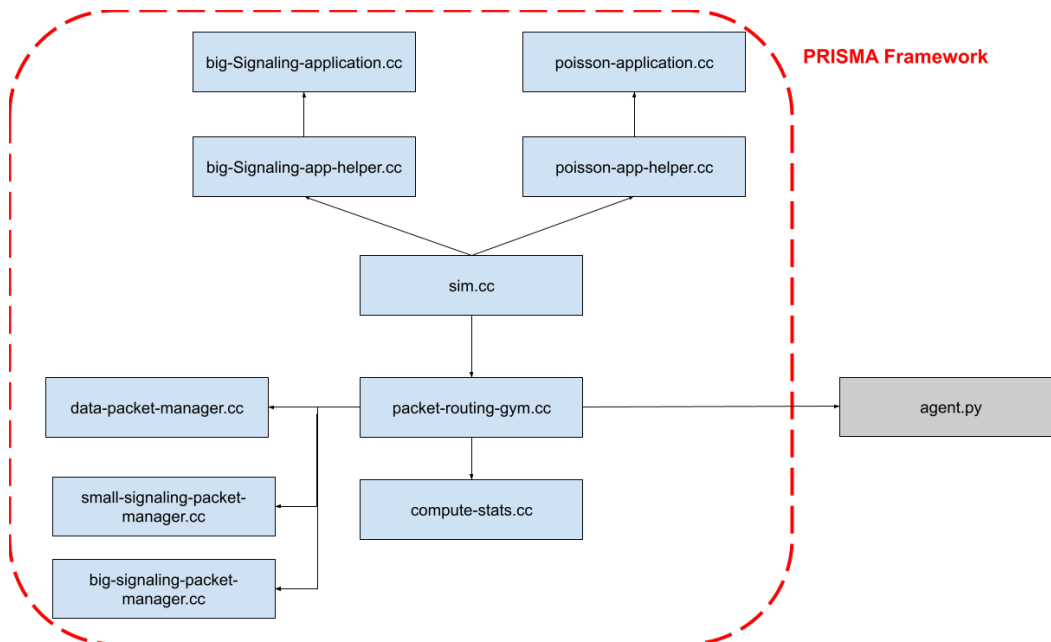 big-Signaling-application.cc
poisson-application.cc
PRISMA Framework
big-Signaling-app-helper.cc
poisson-app-helper.cc
sim.cc
data-packet-manager.cc
packet-routing-gym.cc
agent.py
small-signaling-packet-
manager.cc
compute-stats.cc
big-signaling-packet-
manager.cc